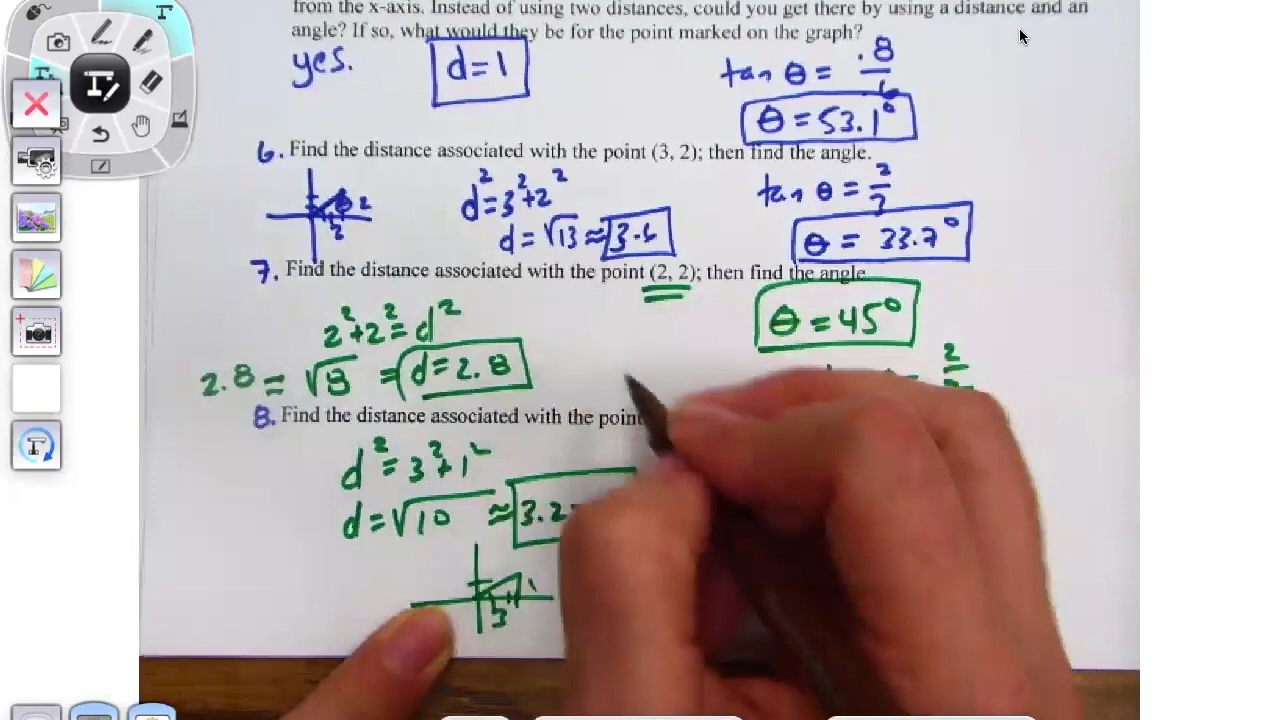 from the x-axis. Instead of using two distances, could you get there by using a distance and an
angle? If so, what would they be for the point marked on the graph?
yes. d=1 tan θ = .8/.6
θ = 53.1°
6. Find the distance associated with the point (3, 2); then find the angle.
2 3
d²=3²+2² tan θ = 2/3
d = √13 ≈ 3.6 θ = 33.7°
7. Find the distance associated with the point (2, 2); then find the angle
2²+2²=d² θ = 45°
2.8 = √8 = d=2.8 2
8. Find the distance associated with the point
d²=3²+1²
d=√10 ≈ 3.2
1
3